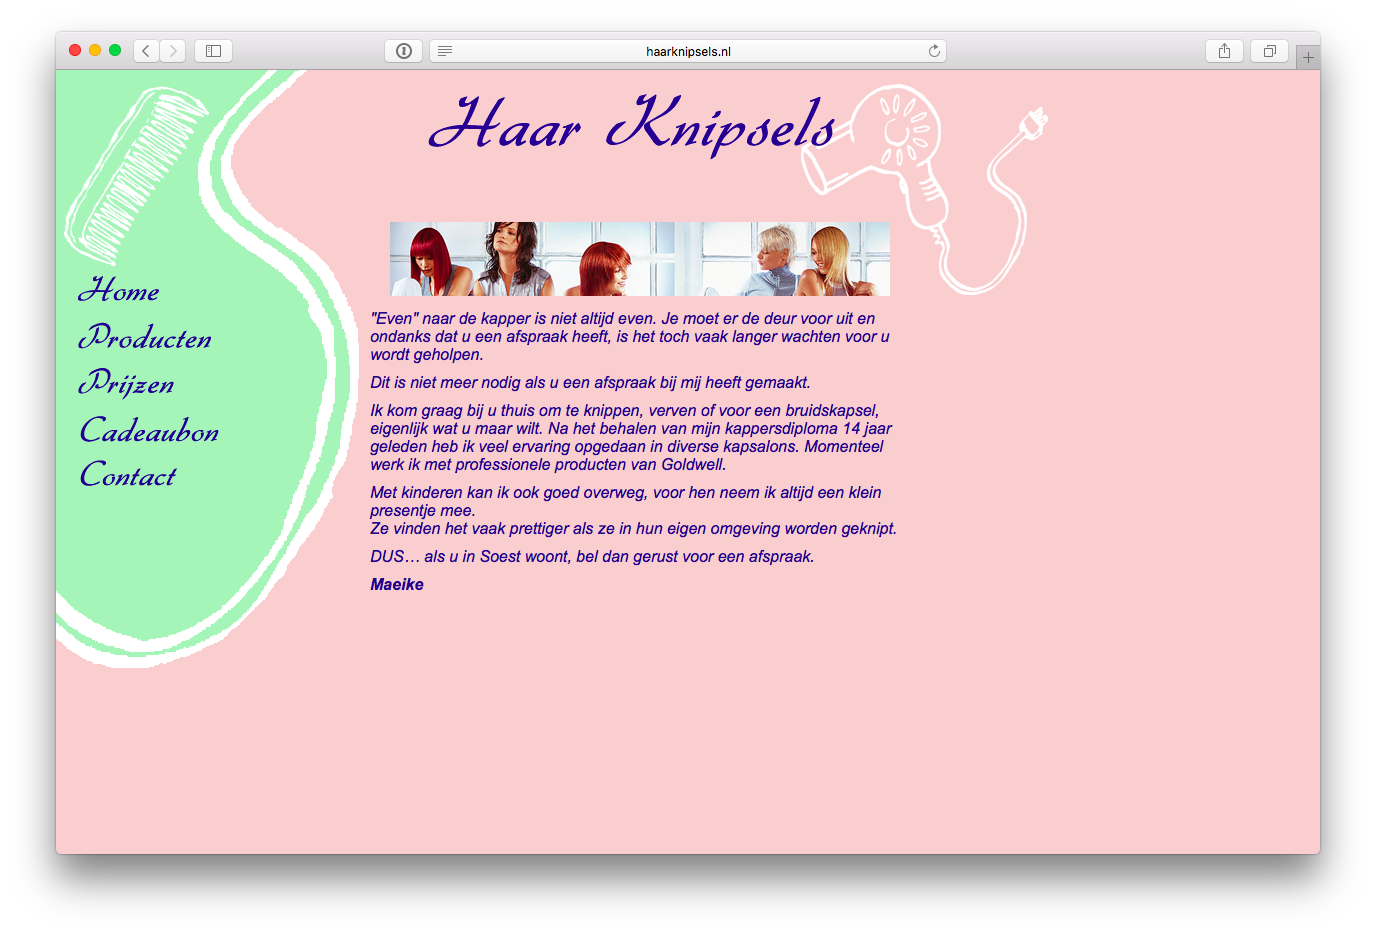 haarknipsels.nl
Haar Knipsels
Home
Producten
Prijzen
Cadeaubon
Contact
"Even" naar de kapper is niet altijd even. Je moet er de deur voor uit en
ondanks dat u een afspraak heeft, is het toch vaak langer wachten voor u
wordt geholpen.
Dit is niet meer nodig als u een afspraak bij mij heeft gemaakt.
Ik kom graag bij u thuis om te knippen, verven of voor een bruidskapsel,
eigenlijk wat u maar wilt. Na het behalen van mijn kappersdiploma 14 jaar
geleden heb ik veel ervaring opgedaan in diverse kapsalons. Momenteel
werk ik met professionele producten van Goldwell.
Met kinderen kan ik ook goed overweg, voor hen neem ik altijd een klein
presentje mee.
Ze vinden het vaak prettiger als ze in hun eigen omgeving worden geknipt.
DUS… als u in Soest woont, bel dan gerust voor een afspraak.
Maeike